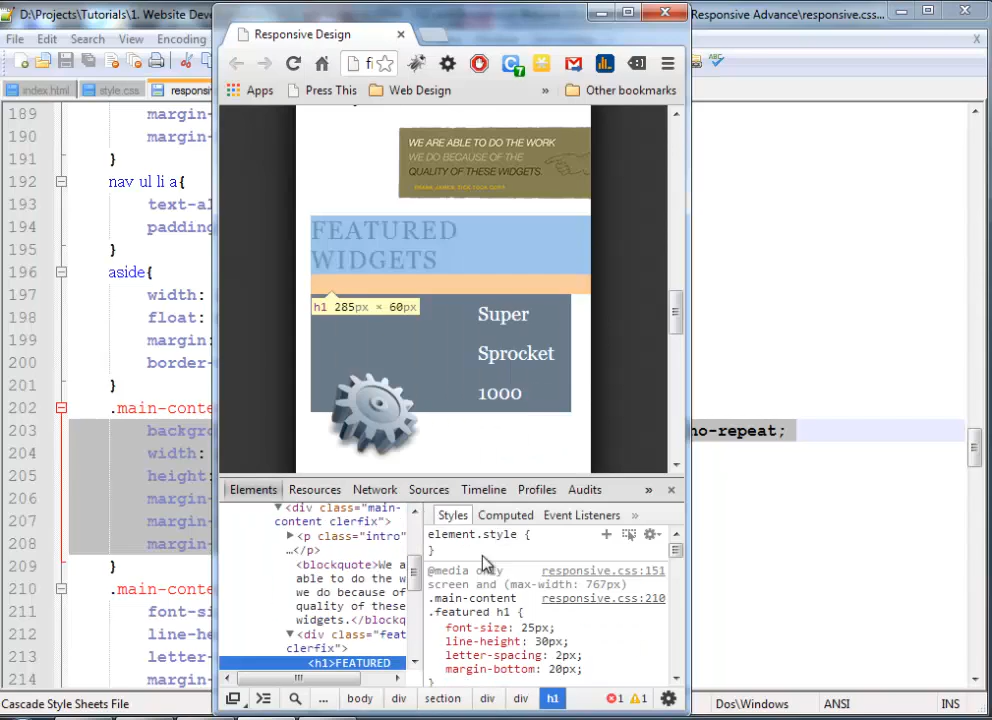 D:\Projects\Tutorials\1. Website Dev
Responsive Advance\responsive.css...
File Edit Search View Encoding
X
index.html style.css respons
Responsive Design
fi
7
Apps Press This Web Design » Other bookmarks
189 margin-
190 margin-
191 }
192 nav ul li a{
193 text-al
194 padding
195 }
196 aside{
197 width:
198 float:
199 margin:
200 border-
201 }
202 .main-conte
203 backgro no-repeat;
204 width:
205 height:
206 margin-
207 margin-
208 margin-
209 }
210 .main-conte
211 font-si
212 line-he
213 letter-
214 margin-
WE ARE ABLE TO DO THE WORK
WE DO BECAUSE OF THE
QUALITY OF THESE WIDGETS.
FEATURED
WIDGETS
h1 285px × 60px
Super
Sprocket
1000
Elements Resources Network Sources Timeline Profiles Audits »
<div class="main-
content clerfix">
<p class="intro"
…</p>
<blockquote>We a
able to do the w
we do because of
quality of these
widgets.</blockq
<div class="feat
clerfix">
<h1>FEATURED
Styles Computed Event Listeners »
element.style {
}
@media only responsive.css:151
screen and (max-width: 767px)
.main-content responsive.css:210
.featured h1 {
font-size: 25px;
line-height: 30px;
letter-spacing: 2px;
margin-bottom: 20px;
}
... body div section div div h1 1 1
Cascade Style Sheets File
Dos\Windows ANSI INS